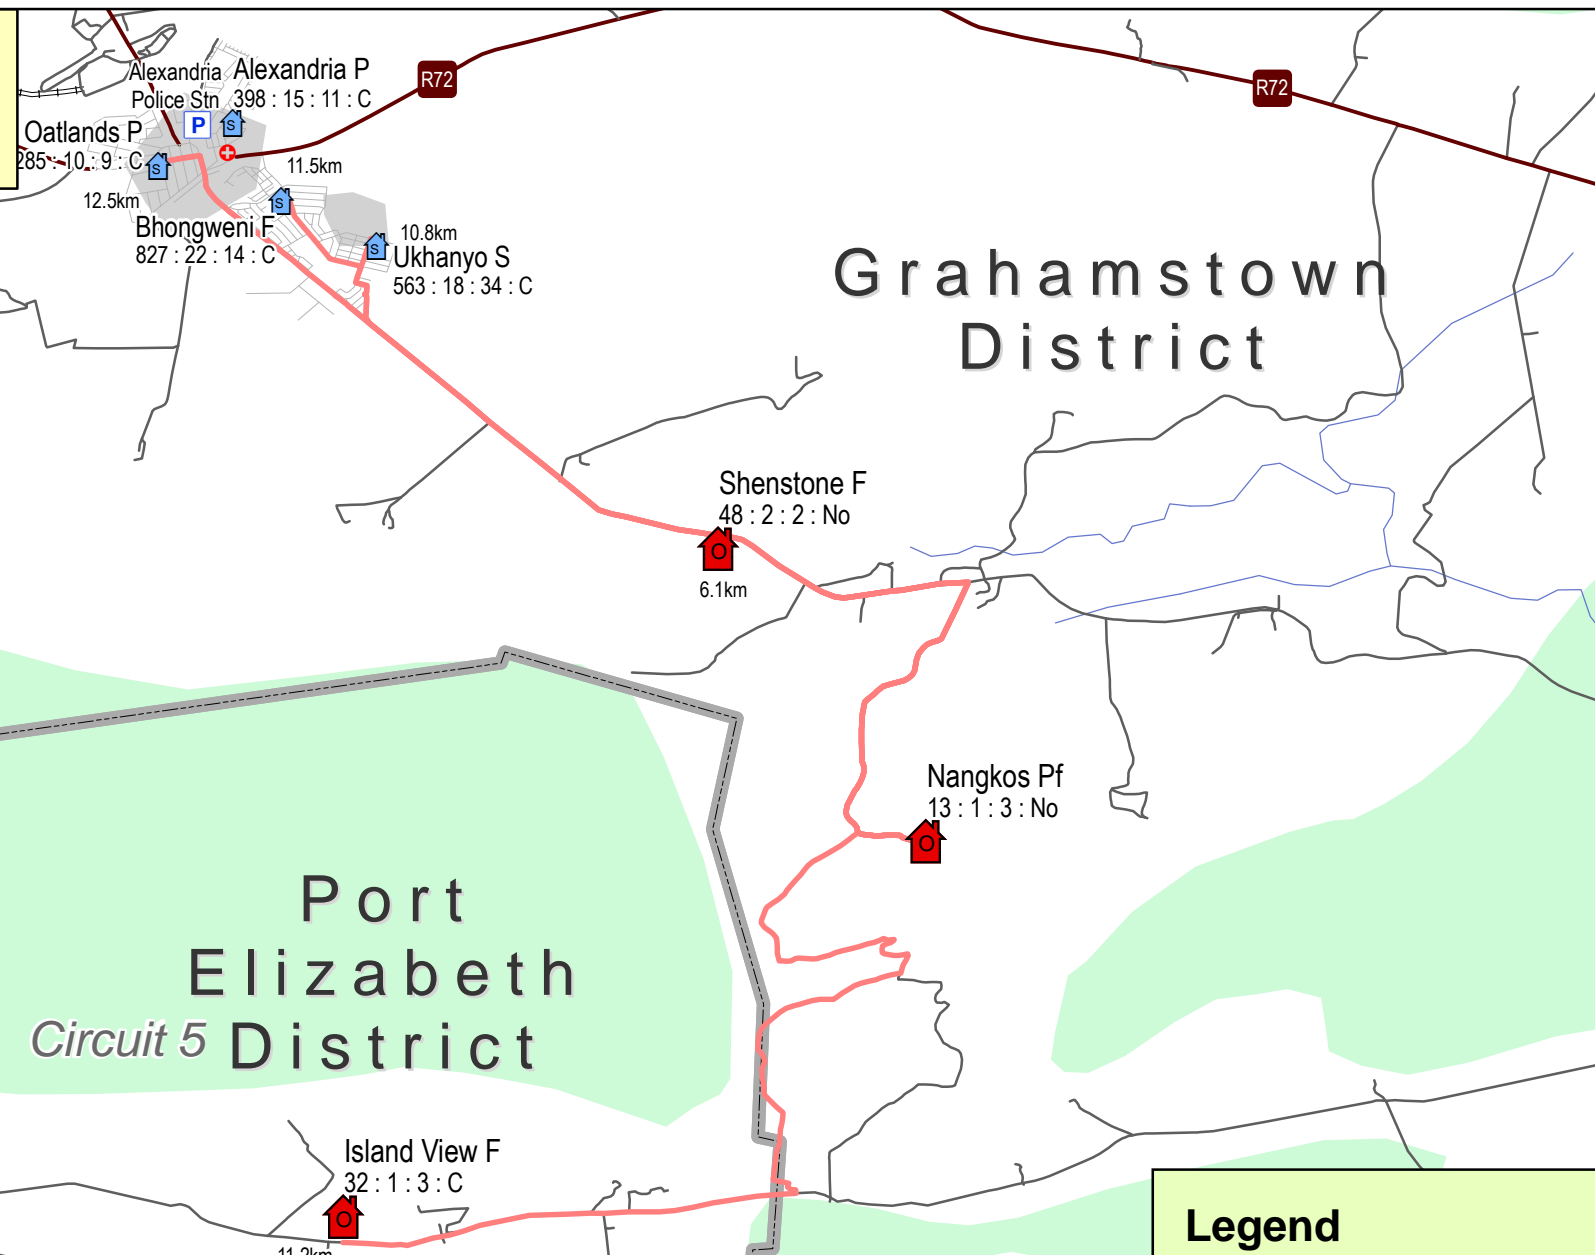 Alexandria
Police Stn
P
Alexandria P
398 : 15 : 11 : C
S
R72
R72
Oatlands P
285 : 10 : 9 : C
S
12.5km
11.5km
S
Bhongweni F
827 : 22 : 14 : C
10.8km
S
Ukhanyo S
563 : 18 : 34 : C
Grahamstown
District
Shenstone F
48 : 2 : 2 : No
O
6.1km
Nangkos Pf
13 : 1 : 3 : No
O
Port
Elizabeth
District
Circuit 5
Island View F
32 : 1 : 3 : C
O
11.2km
Legend